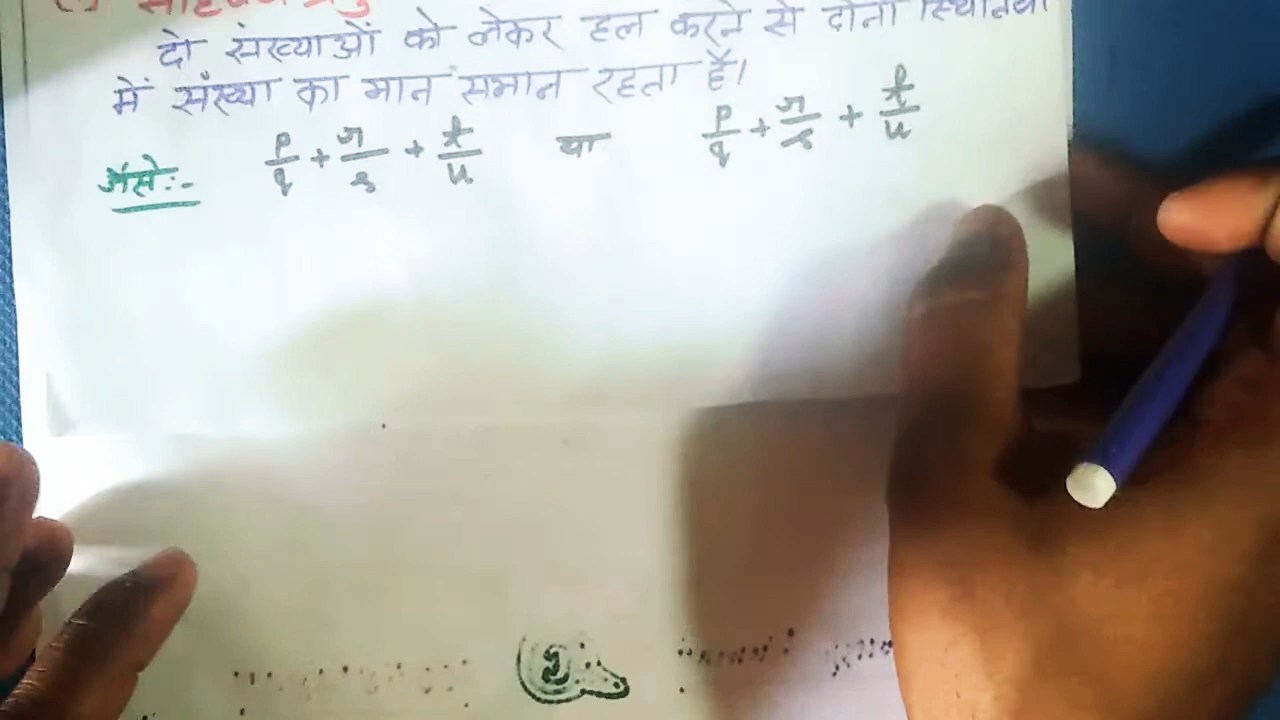 दो संख्याओं को लेकर हल करने से दोनों
में संख्या का मान समान रहता है।
जैसे:- p/q + r/s + t/u या p/q + r/s + t/u